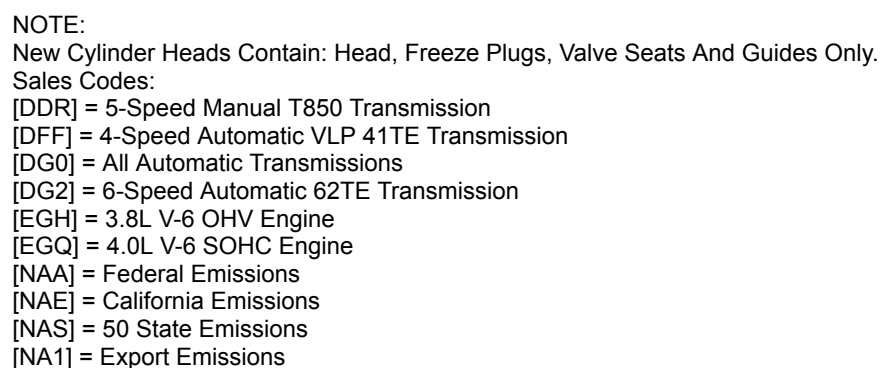 NOTE:
New Cylinder Heads Contain: Head, Freeze Plugs, Valve Seats And Guides Only.
Sales Codes:
[DDR] = 5-Speed Manual T850 Transmission
[DFF] = 4-Speed Automatic VLP 41TE Transmission
[DG0] = All Automatic Transmissions
[DG2] = 6-Speed Automatic 62TE Transmission
[EGH] = 3.8L V-6 OHV Engine
[EGQ] = 4.0L V-6 SOHC Engine
[NAA] = Federal Emissions
[NAE] = California Emissions
[NAS] = 50 State Emissions
[NA1] = Export Emissions